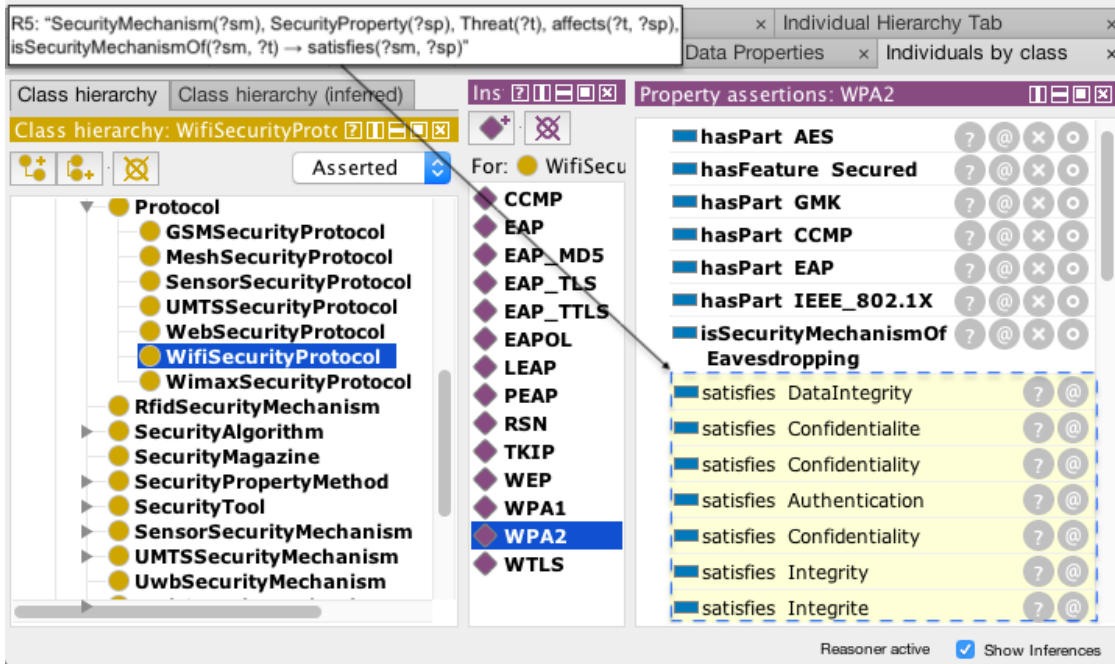 R5: “SecurityMechanism(?sm), SecurityProperty(?sp), Threat(?t), affects(?t, ?sp),
isSecurityMechanismOf(?sm, ?t) → satisfies(?sm, ?sp)”
× Individual Hierarchy Tab
Data Properties × Individuals by class ×
Class hierarchy Class hierarchy (inferred)
Class hierarchy: WifiSecurityProtc
Asserted
Protocol
GSMSecurityProtocol
MeshSecurityProtocol
SensorSecurityProtocol
UMTSSecurityProtocol
WebSecurityProtocol
WifiSecurityProtocol
WimaxSecurityProtocol
RfidSecurityMechanism
SecurityAlgorithm
SecurityMagazine
SecurityPropertyMethod
SecurityTool
SensorSecurityMechanism
UMTSSecurityMechanism
UwbSecurityMechanism
Ins
For: WifiSecu
CCMP
EAP
EAP_MD5
EAP_TLS
EAP_TTLS
EAPOL
LEAP
PEAP
RSN
TKIP
WEP
WPA1
WPA2
WTLS
Property assertions: WPA2
hasPart AES
hasFeature Secured
hasPart GMK
hasPart CCMP
hasPart EAP
hasPart IEEE_802.1X
isSecurityMechanismOf
Eavesdropping
satisfies DataIntegrity
satisfies Confidentialite
satisfies Confidentiality
satisfies Authentication
satisfies Confidentiality
satisfies Integrity
satisfies Integrite
Reasoner active Show Inferences